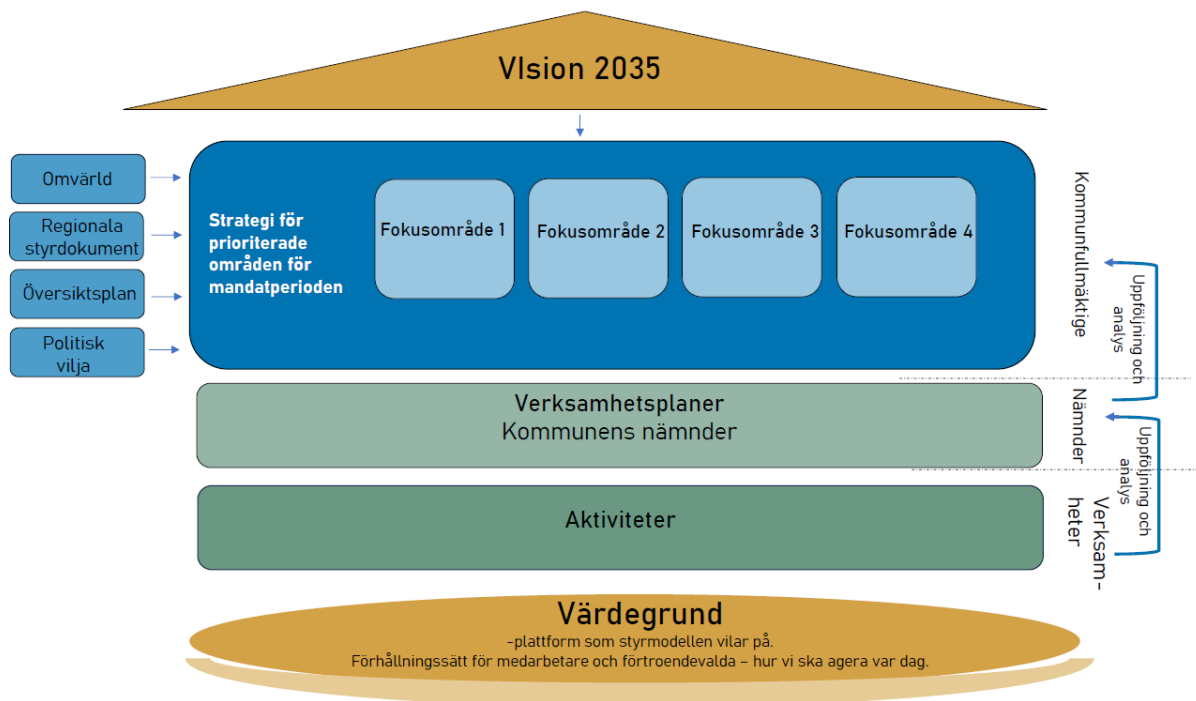 VIsion 2035
Omvärld
Regionala
styrdokument
Översiktsplan
Politisk
vilja
Strategi för
prioriterade
områden för
mandatperioden
Fokusområde 1
Fokusområde 2
Fokusområde 3
Fokusområde 4
Kommunfullmäktige
Uppföljning och
analys
Verksamhetsplaner
Kommunens nämnder
Nämnder
Uppföljning och
analys
Aktiviteter
Verksam-
heter
Värdegrund
-plattform som styrmodellen vilar på.
Förhållningssätt för medarbetare och förtroendevalda – hur vi ska agera var dag.